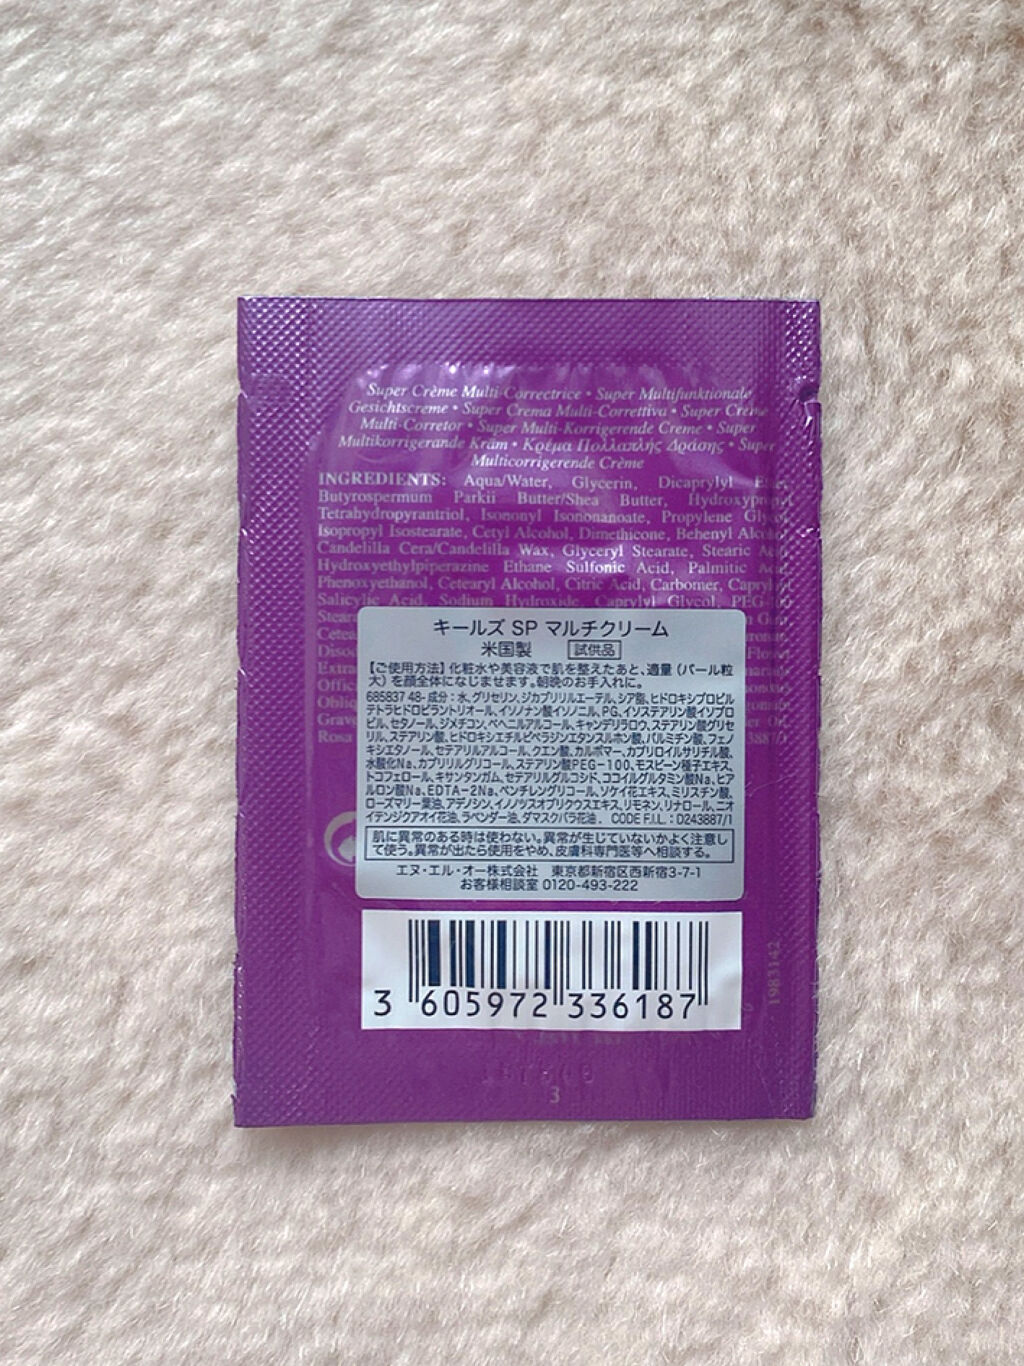 Super Crème Multi-Correctrice • Super Multifunktionale
Gesichtscreme • Super Crema Multi-Correttiva • Super Creme
Multi-Corretor • Super Multi-Korrigerende Creme • Super
Multikorrigerande Kräm • Κρέμα Πολλαπλής Δράσης • Super
Multicorrigerende Crème
INGREDIENTS: Aqua/Water, Glycerin, Dicaprylyl Ether,
Butyrospermum Parkii Butter/Shea Butter, Hydroxypropyl
Tetrahydropyrantriol, Isononyl Isononanoate, Propylene Glycol,
Isopropyl Isostearate, Cetyl Alcohol, Dimethicone, Behenyl Alcohol,
Candelilla Cera/Candelilla Wax, Glyceryl Stearate, Stearic Acid,
Hydroxyethylpiperazine Ethane Sulfonic Acid, Palmitic Acid,
Phenoxyethanol, Cetearyl Alcohol, Citric Acid, Carbomer,
Salicylic Acid, Sodium Hydroxide, Caprylyl Glycol,
キールズ SP マルチクリーム
米国製 試供品
【ご使用方法】化粧水や美容液で肌を整えたあと、適量（パール粒
大）を顔全体になじませます。朝晩のお手入れに。
685837 48- 成分：水、グリセリン、ジカプリリルエーテル、シア脂、ヒドロキシプロピル
テトラヒドロピラントリオール、イソノナン酸イソノニル、PG、イソステアリン酸イソプロ
ピル、セタノール、ジメチコン、ベヘニルアルコール、キャンデリラロウ、ステアリン酸グリセ
リル、ステアリン酸、ヒドロキシエチルピペラジンエタンスルホン酸、パルミチン酸、フェノ
キシエタノール、セテアリルアルコール、クエン酸、カルボマー、カプリロイルサリチル酸、
水酸化Na、カプリリルグリコール、ステアリン酸PEG-100、モスビーン種子エキス、
トコフェロール、キサンタンガム、セテアリルグルコシド、ココイルグルタミン酸Na、ヒア
ルロン酸Na、EDTA-2Na、ペンチレングリコール、ソケイ花エキス、ミリスチン酸、
ローズマリー葉油、アデノシン、イノノツスオブリクウスエキス、リモネン、リナロール、ニオ
イテンジクアオイ花油、ラベンダー油、ダマスクバラ花油 . CODE F.I.L. : D243887/1
肌に異常のある時は使わない。異常が生じていないかよく注意し
て使う。異常が出たら使用をやめ、皮膚科専門医等へ相談する。
エヌ・エル・オー株式会社 東京都新宿区西新宿3-7-1
お客様相談室 0120-493-222
3 605972 336187
1983142
3